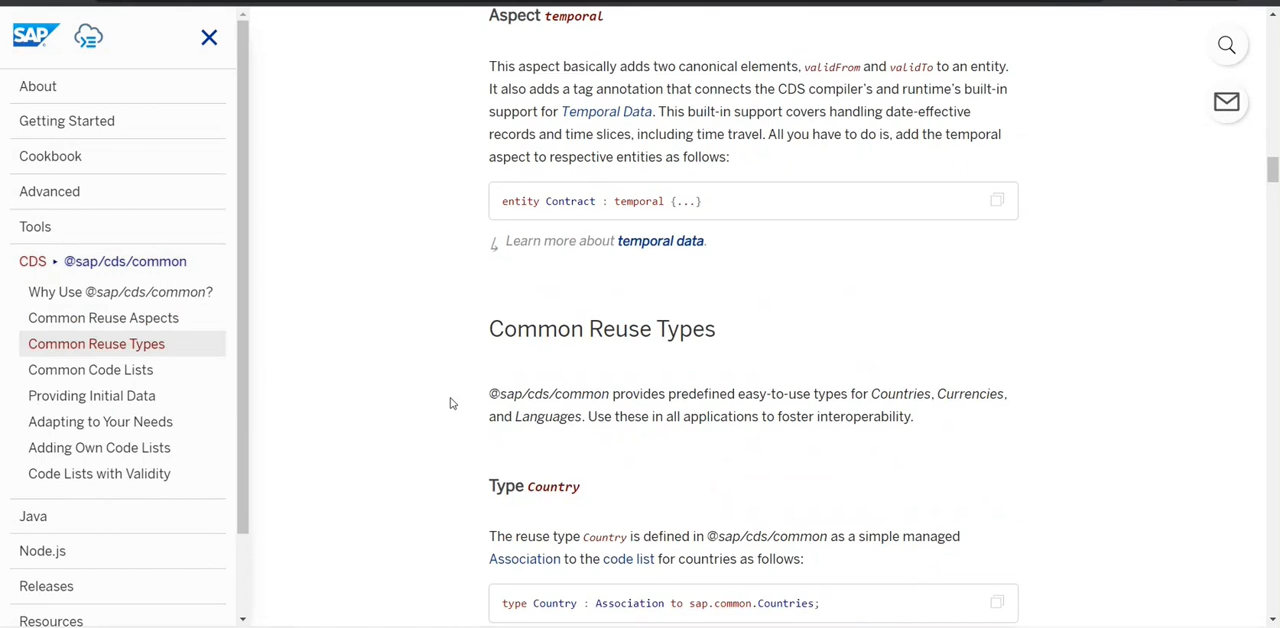 SAP
About
Getting Started
Cookbook
Advanced
Tools
CDS ▸ @sap/cds/common
Why Use @sap/cds/common?
Common Reuse Aspects
Common Reuse Types
Common Code Lists
Providing Initial Data
Adapting to Your Needs
Adding Own Code Lists
Code Lists with Validity
Java
Node.js
Releases
Resources
Aspect temporal
This aspect basically adds two canonical elements, validFrom and validTo to an entity.
It also adds a tag annotation that connects the CDS compiler’s and runtime’s built-in
support for Temporal Data. This built-in support covers handling date-effective
records and time slices, including time travel. All you have to do is, add the temporal
aspect to respective entities as follows:
entity Contract : temporal {...}
↳ Learn more about temporal data.
Common Reuse Types
@sap/cds/common provides predefined easy-to-use types for Countries, Currencies,
and Languages. Use these in all applications to foster interoperability.
Type Country
The reuse type Country is defined in @sap/cds/common as a simple managed
Association to the code list for countries as follows:
type Country : Association to sap.common.Countries;